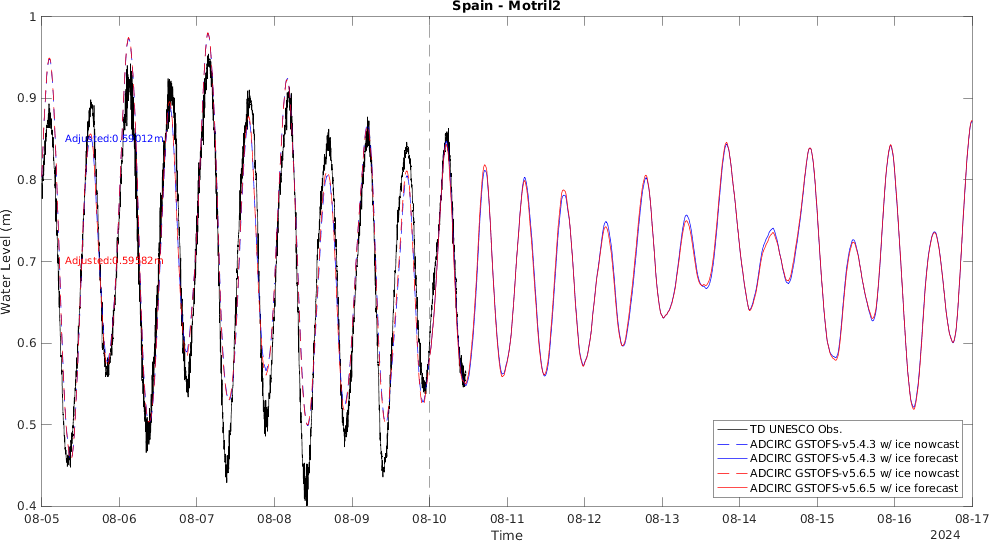 Spain - Motril2
1
0.9
0.8
0.7
0.6
0.5
0.4
Water Level (m)
Adjusted:0.59012m
Adjusted:0.59582m
TD UNESCO Obs.
ADCIRC GSTOFS-v5.4.3 w/ ice nowcast
ADCIRC GSTOFS-v5.4.3 w/ ice forecast
ADCIRC GSTOFS-v5.6.5 w/ ice nowcast
ADCIRC GSTOFS-v5.6.5 w/ ice forecast
08-05 08-06 08-07 08-08 08-09 08-10 08-11 08-12 08-13 08-14 08-15 08-16 08-17
Time
2024